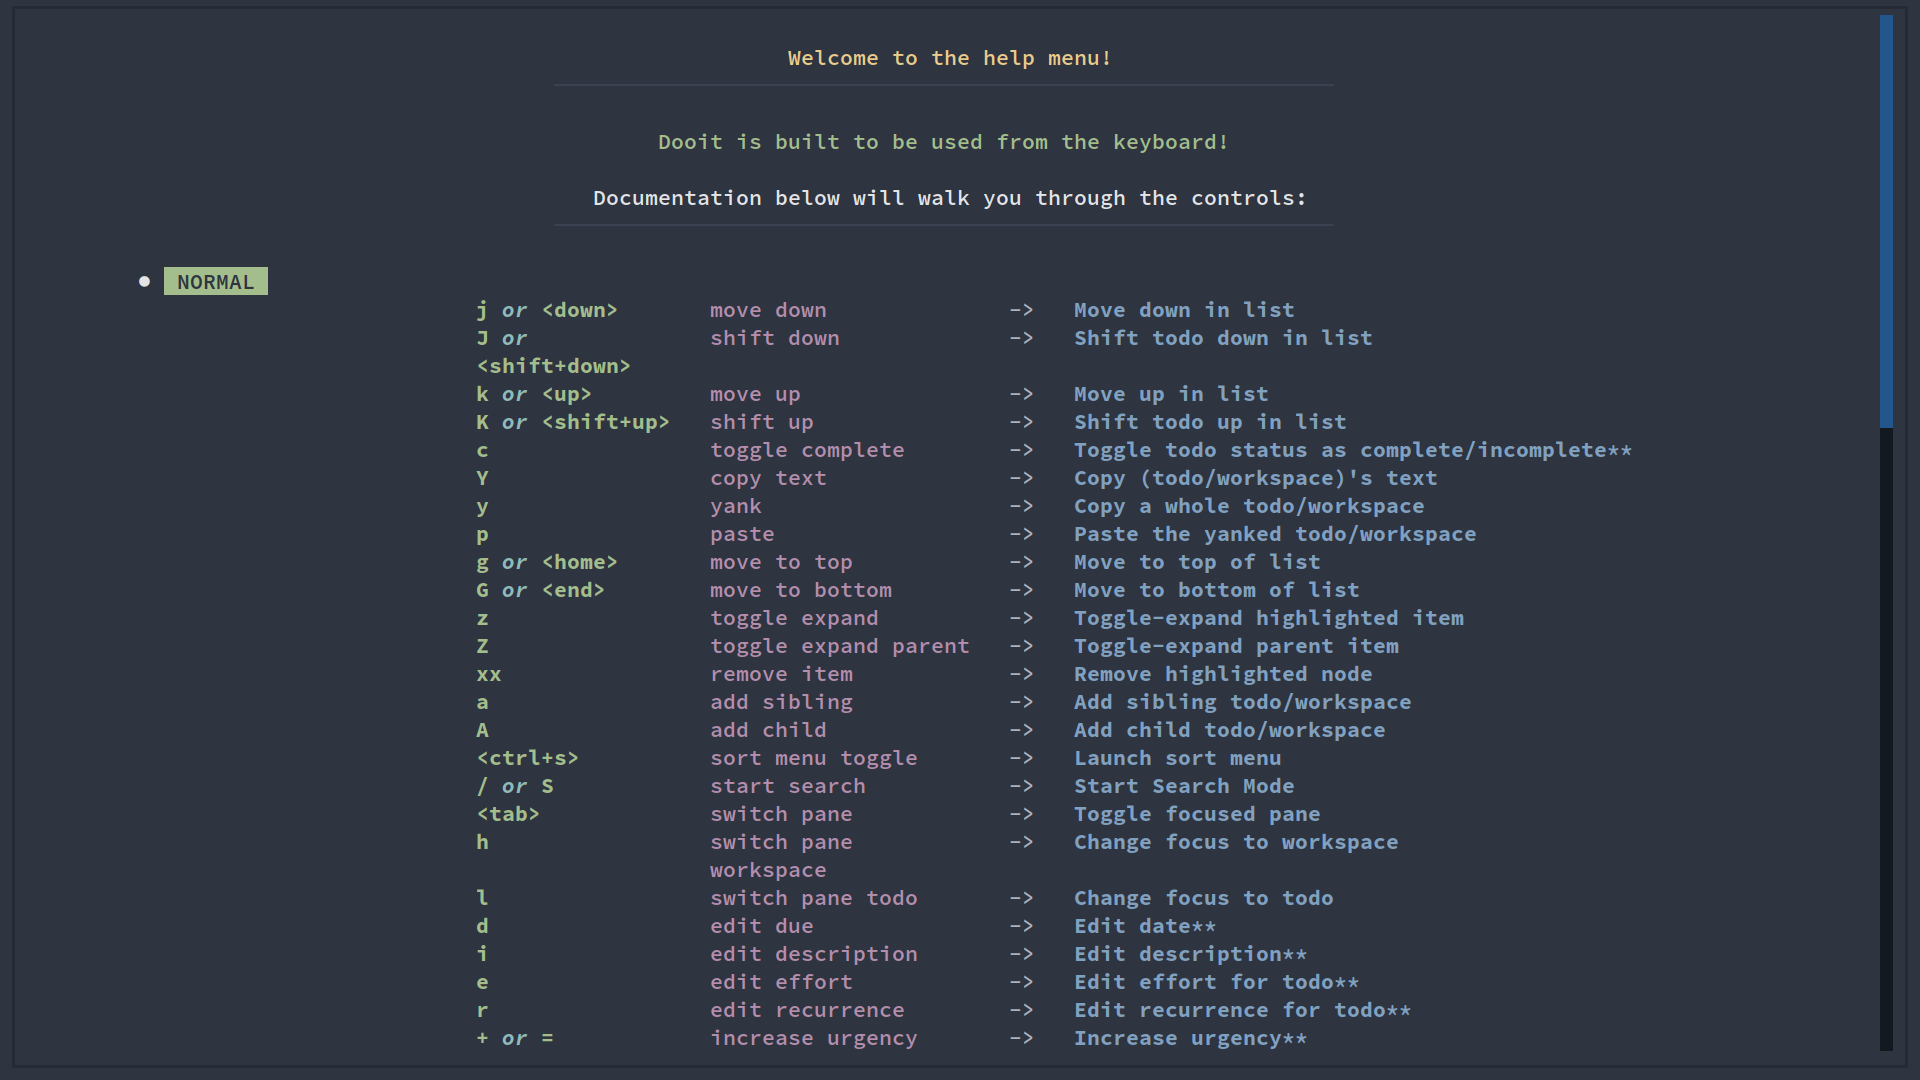 Welcome to the help menu!
Dooit is built to be used from the keyboard!
Documentation below will walk you through the controls:
● NORMAL
j or <down> move down -> Move down in list
J or shift down -> Shift todo down in list
<shift+down>
k or <up> move up -> Move up in list
K or <shift+up> shift up -> Shift todo up in list
c toggle complete -> Toggle todo status as complete/incomplete**
Y copy text -> Copy (todo/workspace)'s text
y yank -> Copy a whole todo/workspace
p paste -> Paste the yanked todo/workspace
g or <home> move to top -> Move to top of list
G or <end> move to bottom -> Move to bottom of list
z toggle expand -> Toggle-expand highlighted item
Z toggle expand parent -> Toggle-expand parent item
xx remove item -> Remove highlighted node
a add sibling -> Add sibling todo/workspace
A add child -> Add child todo/workspace
<ctrl+s> sort menu toggle -> Launch sort menu
/ or S start search -> Start Search Mode
<tab> switch pane -> Toggle focused pane
h switch pane -> Change focus to workspace
workspace
l switch pane todo -> Change focus to todo
d edit due -> Edit date**
i edit description -> Edit description**
e edit effort -> Edit effort for todo**
r edit recurrence -> Edit recurrence for todo**
+ or = increase urgency -> Increase urgency**